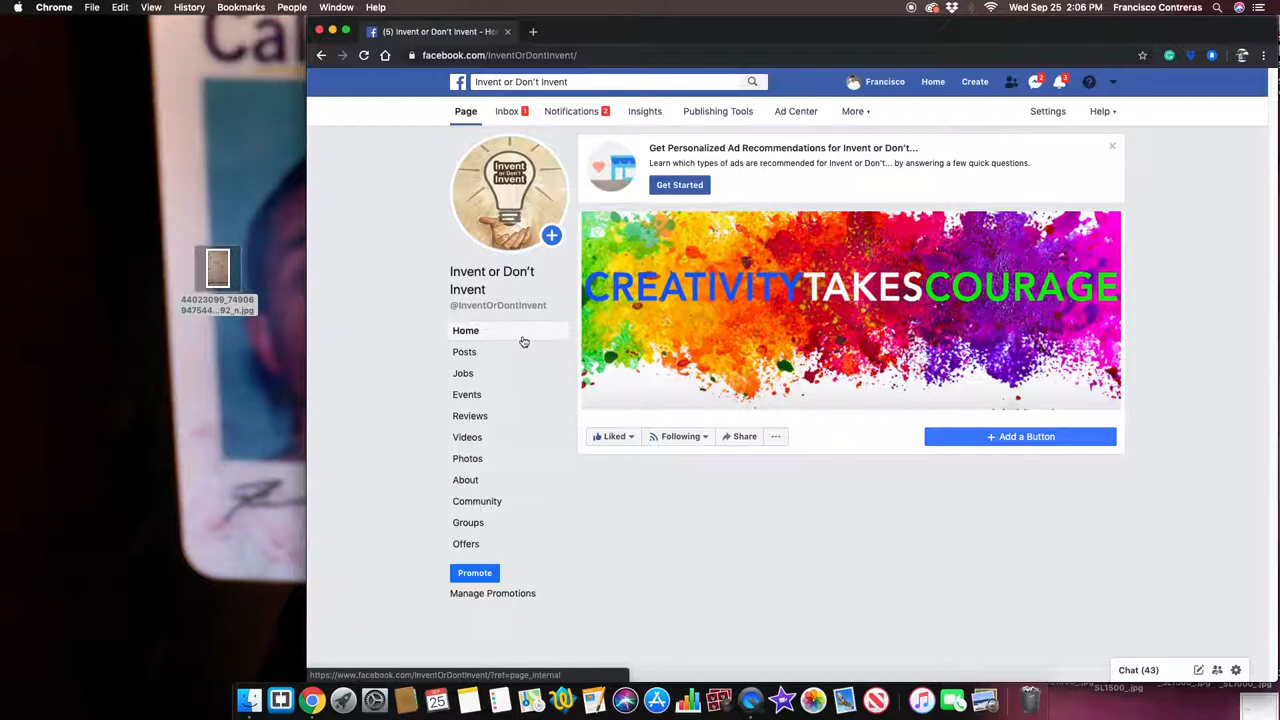 Chrome File Edit View History Bookmarks People Window Help Wed Sep 25 2:06 PM Francisco Contreras
(5) Invent or Don't Invent - Ho
facebook.com/InventOrDontInvent/
Invent or Don't Invent
Francisco Home Create 2 3
Page Inbox 1 Notifications 2 Insights Publishing Tools Ad Center More Settings Help
Invent
or Don't
Invent
Get Personalized Ad Recommendations for Invent or Don't...
Learn which types of ads are recommended for Invent or Don't... by answering a few quick questions.
Get Started
CREATIVITYTAKESCOURAGE
Invent or Don't
Invent
@InventOrDontInvent
44023099_74906
947544...92_n.jpg
Home
Posts
Jobs
Events
Reviews
Videos
Photos
About
Community
Groups
Offers
Promote
Manage Promotions
Liked Following Share ... + Add a Button
Chat (43)
https://www.facebook.com/InventOrDontInvent/?ref=page_internal
SL1500_.jpg
25